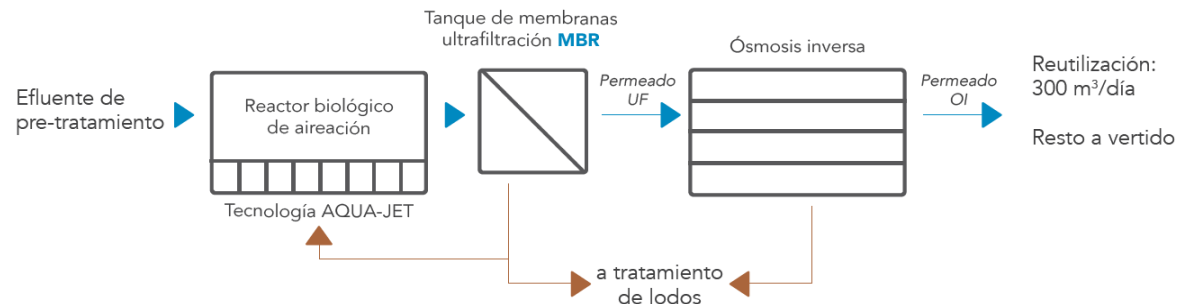 Tanque de membranas
ultrafiltración MBR
Ósmosis inversa
Efluente de
pre-tratamiento
Reactor biológico
de aireación
Permeado
UF
Permeado
OI
Reutilización:
300 m³/día
Resto a vertido
Tecnología AQUA-JET
a tratamiento
de lodos